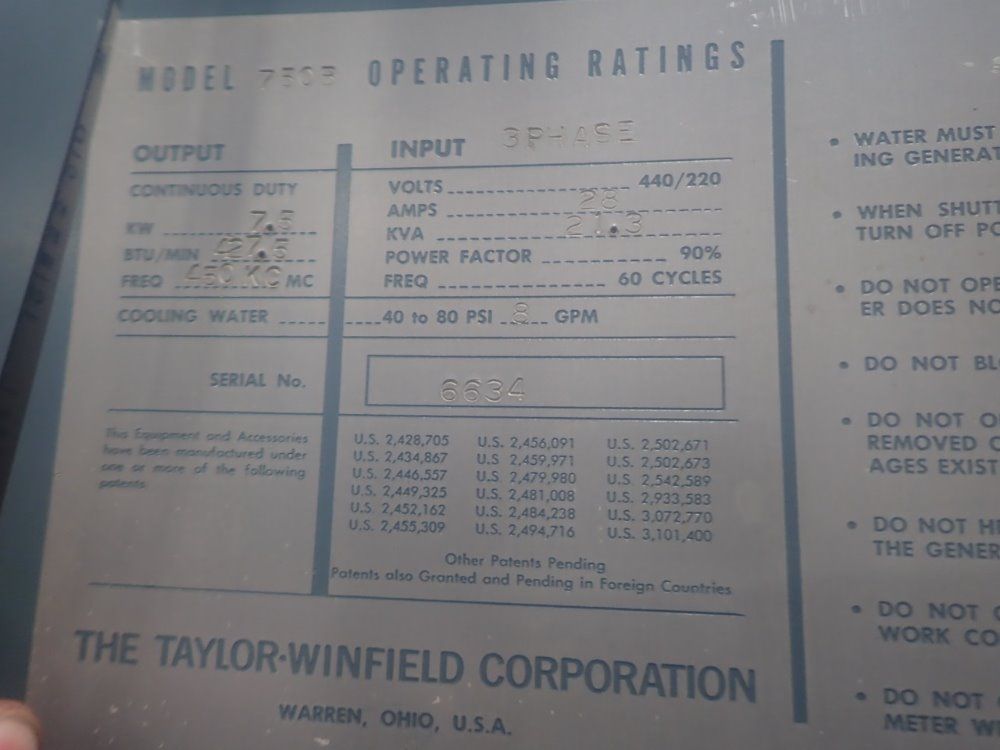 MODEL 750B OPERATING RATINGS
OUTPUT
CONTINUOUS DUTY
KW 7.5
BTU/MIN 427.5
FREQ 450 KC MC
INPUT 3 PHASE
VOLTS 440/220
AMPS 28
KVA 21.3
POWER FACTOR 90%
FREQ 60 CYCLES
COOLING WATER 40 to 80 PSI 8 GPM
SERIAL No. 6634
This Equipment and Accessories
have been manufactured under
one or more of the following
patents
U.S. 2,428,705 U.S. 2,456,091 U.S. 2,502,671
U.S. 2,434,867 U.S 2,459,971 U.S. 2,502,673
U.S. 2,446,557 U.S. 2,479,980 U.S. 2,542,589
U.S. 2,449,325 U.S. 2,481,008 U.S. 2,933,583
U.S. 2,452,162 U.S. 2,484,238 U.S. 3,072,770
U.S. 2,455,309 U.S. 2,494,716 U.S. 3,101,400
Other Patents Pending
Patents also Granted and Pending in Foreign Countries
THE TAYLOR-WINFIELD CORPORATION
WARREN, OHIO, U.S.A.
• WATER MUST
ING GENERAT
• WHEN SHUTT
TURN OFF PO
• DO NOT OPE
ER DOES NO
• DO NOT BL
• DO NOT O
REMOVED
AGES EXIST
• DO NOT
THE GENER
• DO NOT
WORK CO
• DO NOT
METER W